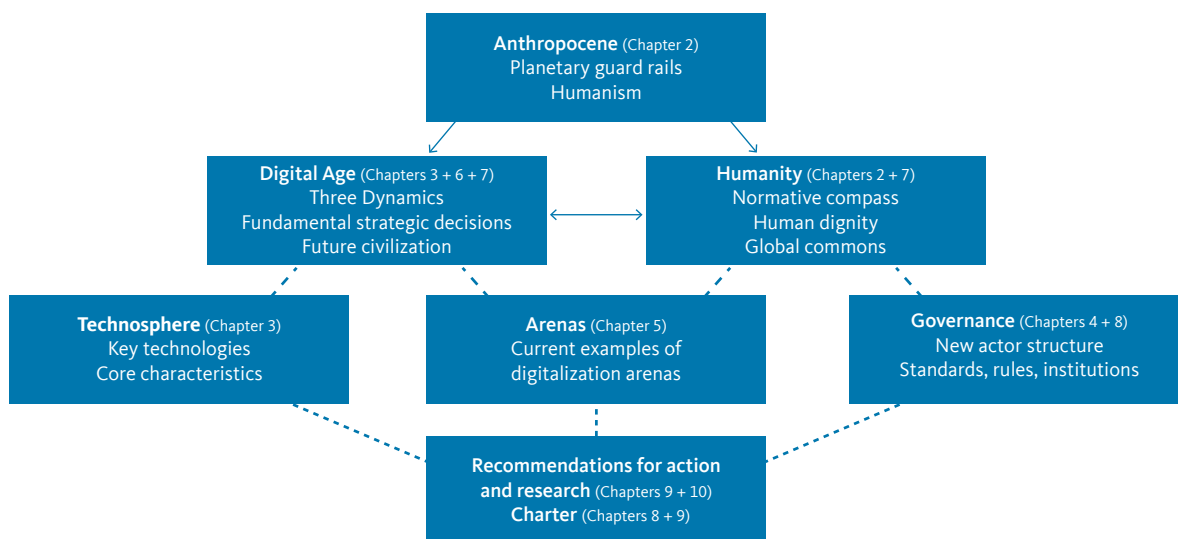 Anthropocene (Chapter 2)
Planetary guard rails
Humanism
Digital Age (Chapters 3 + 6 + 7)
Three Dynamics
Fundamental strategic decisions
Future civilization
Humanity (Chapters 2 + 7)
Normative compass
Human dignity
Global commons
Technosphere (Chapter 3)
Key technologies
Core characteristics
Arenas (Chapter 5)
Current examples of
digitalization arenas
Governance (Chapters 4 + 8)
New actor structure
Standards, rules, institutions
Recommendations for action
and research (Chapters 9 + 10)
Charter (Chapters 8 + 9)